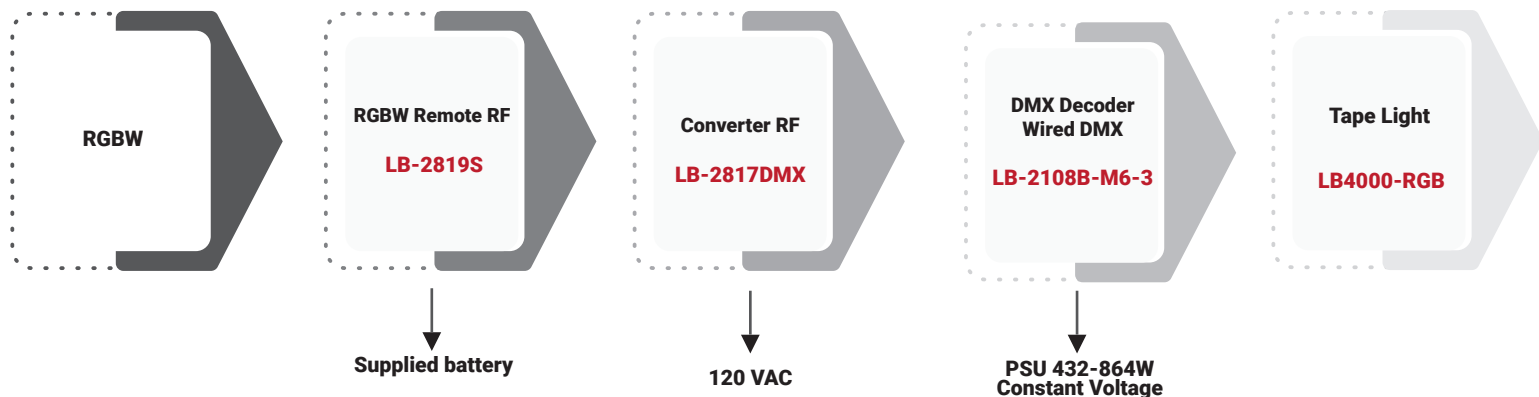 RGBW
RGBW Remote RF
LB-2819S
Converter RF
LB-2817DMX
DMX Decoder
Wired DMX
LB-2108B-M6-3
Tape Light
LB4000-RGB
Supplied battery
120 VAC
PSU 432-864W
Constant Voltage